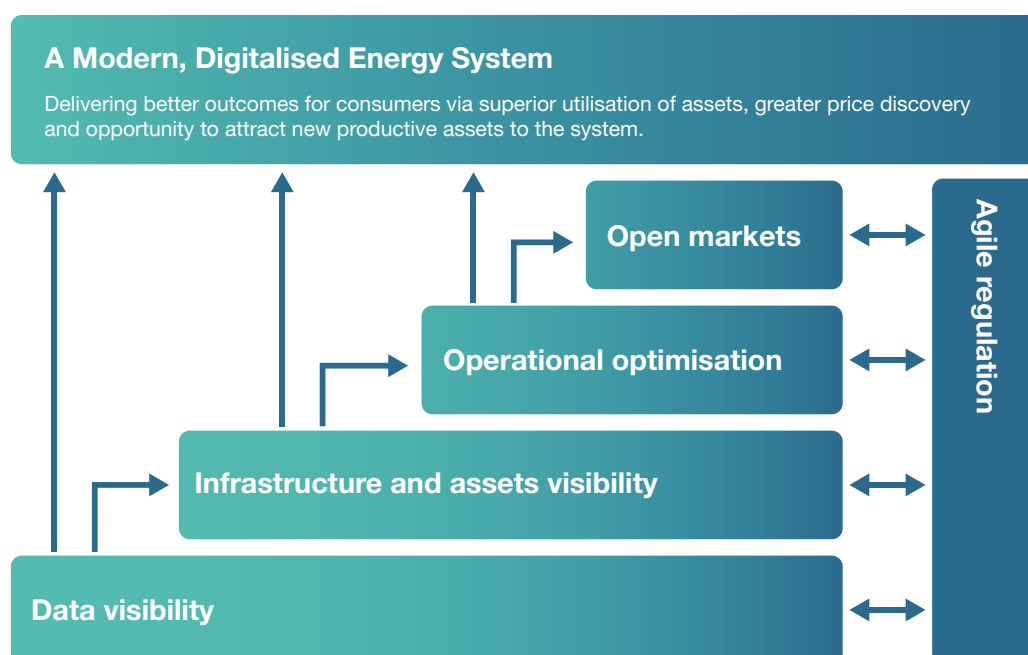 A Modern, Digitalised Energy System
Delivering better outcomes for consumers via superior utilisation of assets, greater price discovery
and opportunity to attract new productive assets to the system.
Open markets
Agile regulation
Operational optimisation
Infrastructure and assets visibility
Data visibility